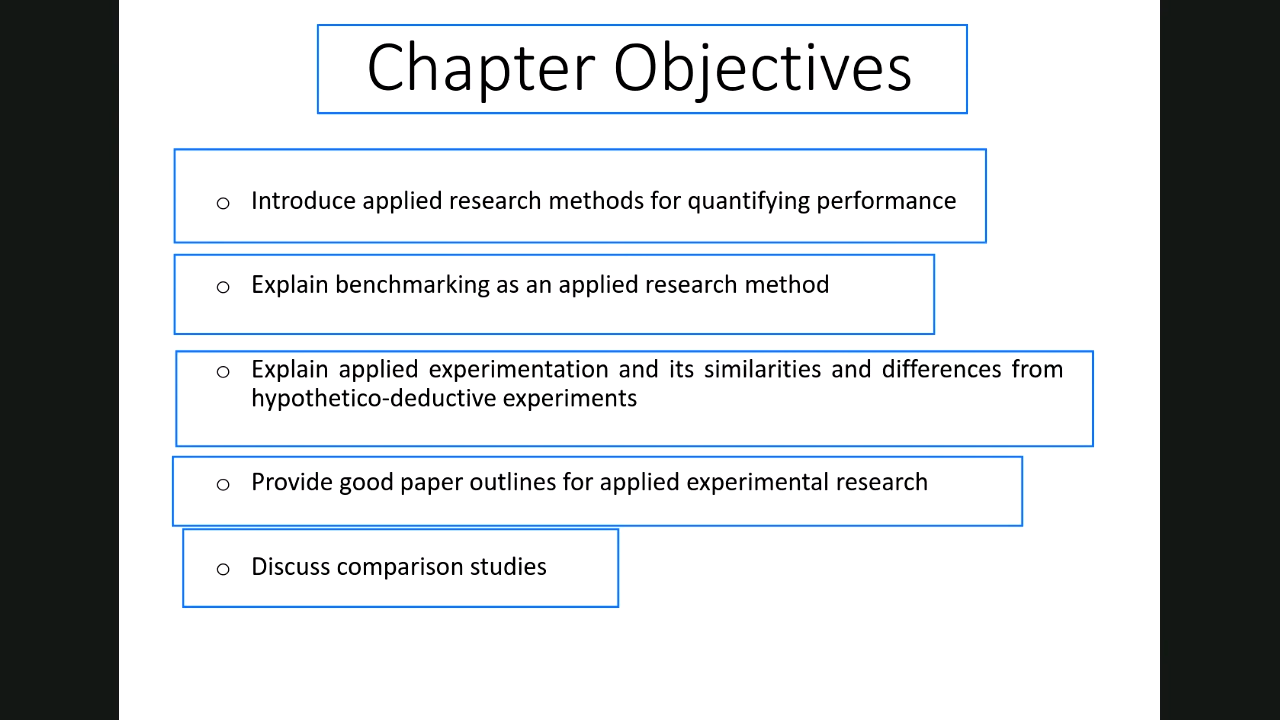 Chapter Objectives
o Introduce applied research methods for quantifying performance
o Explain benchmarking as an applied research method
o Explain applied experimentation and its similarities and differences from
hypothetico-deductive experiments
o Provide good paper outlines for applied experimental research
o Discuss comparison studies